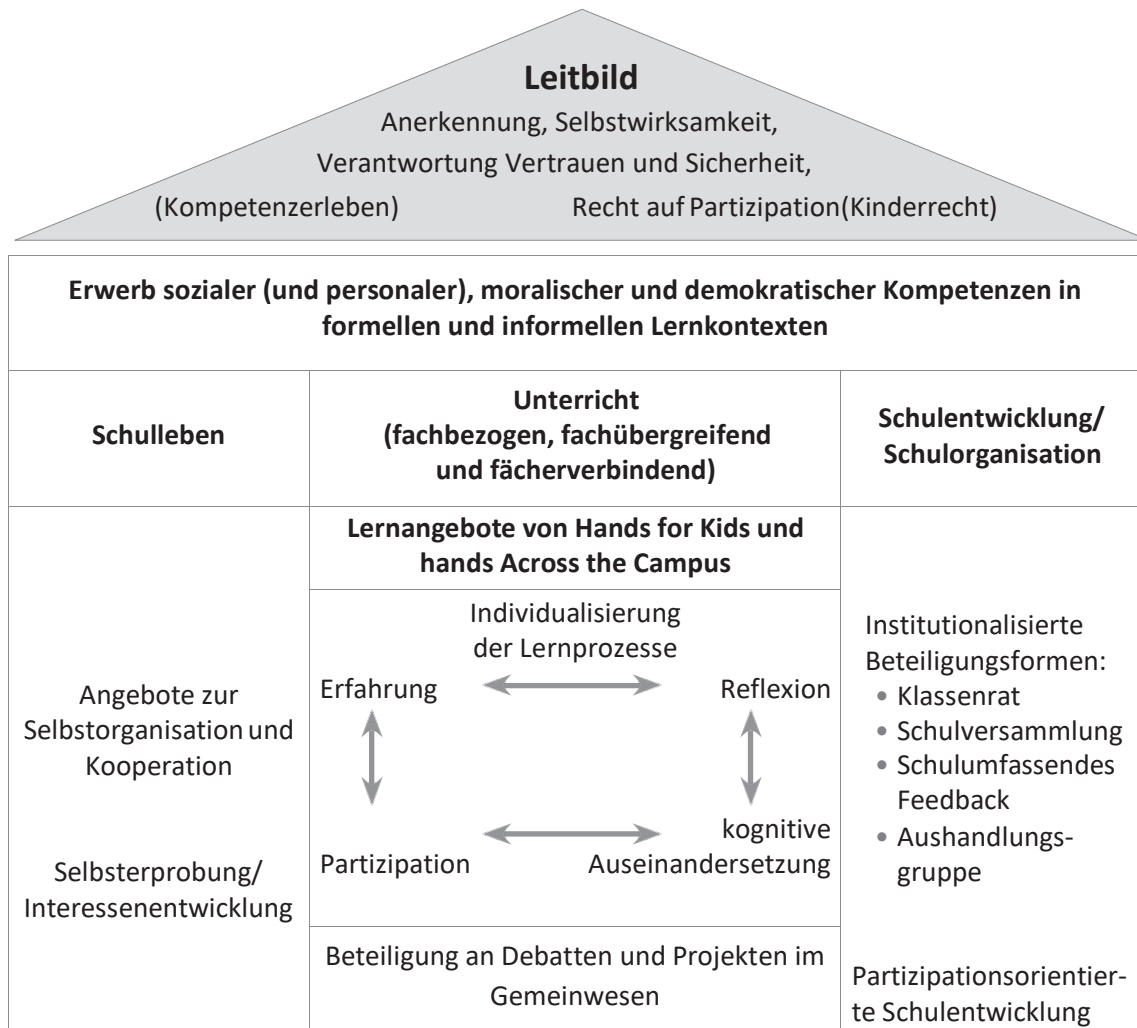 Leitbild
Anerkennung, Selbstwirksamkeit,
Verantwortung Vertrauen und Sicherheit,
(Kompetenzerleben) Recht auf Partizipation(Kinderrecht)
Erwerb sozialer (und personaler), moralischer und demokratischer Kompetenzen in
formellen und informellen Lernkontexten
Schulleben
Unterricht
(fachbezogen, fachübergreifend
und fächerverbindend)
Schulentwicklung/
Schulorganisation
Angebote zur
Selbstorganisation und
Kooperation
Selbsterprobung/
Interessenentwicklung
Lernangebote von Hands for Kids und
hands Across the Campus
Individualisierung
der Lernprozesse
Erfahrung Reflexion
kognitive
Partizipation Auseinandersetzung
Beteiligung an Debatten und Projekten im
Gemeinwesen
Institutionalisierte
Beteiligungsformen:
• Klassenrat
• Schulversammlung
• Schulumfassendes
Feedback
• Aushandlungs-
gruppe
Partizipationsorientier-
te Schulentwicklung